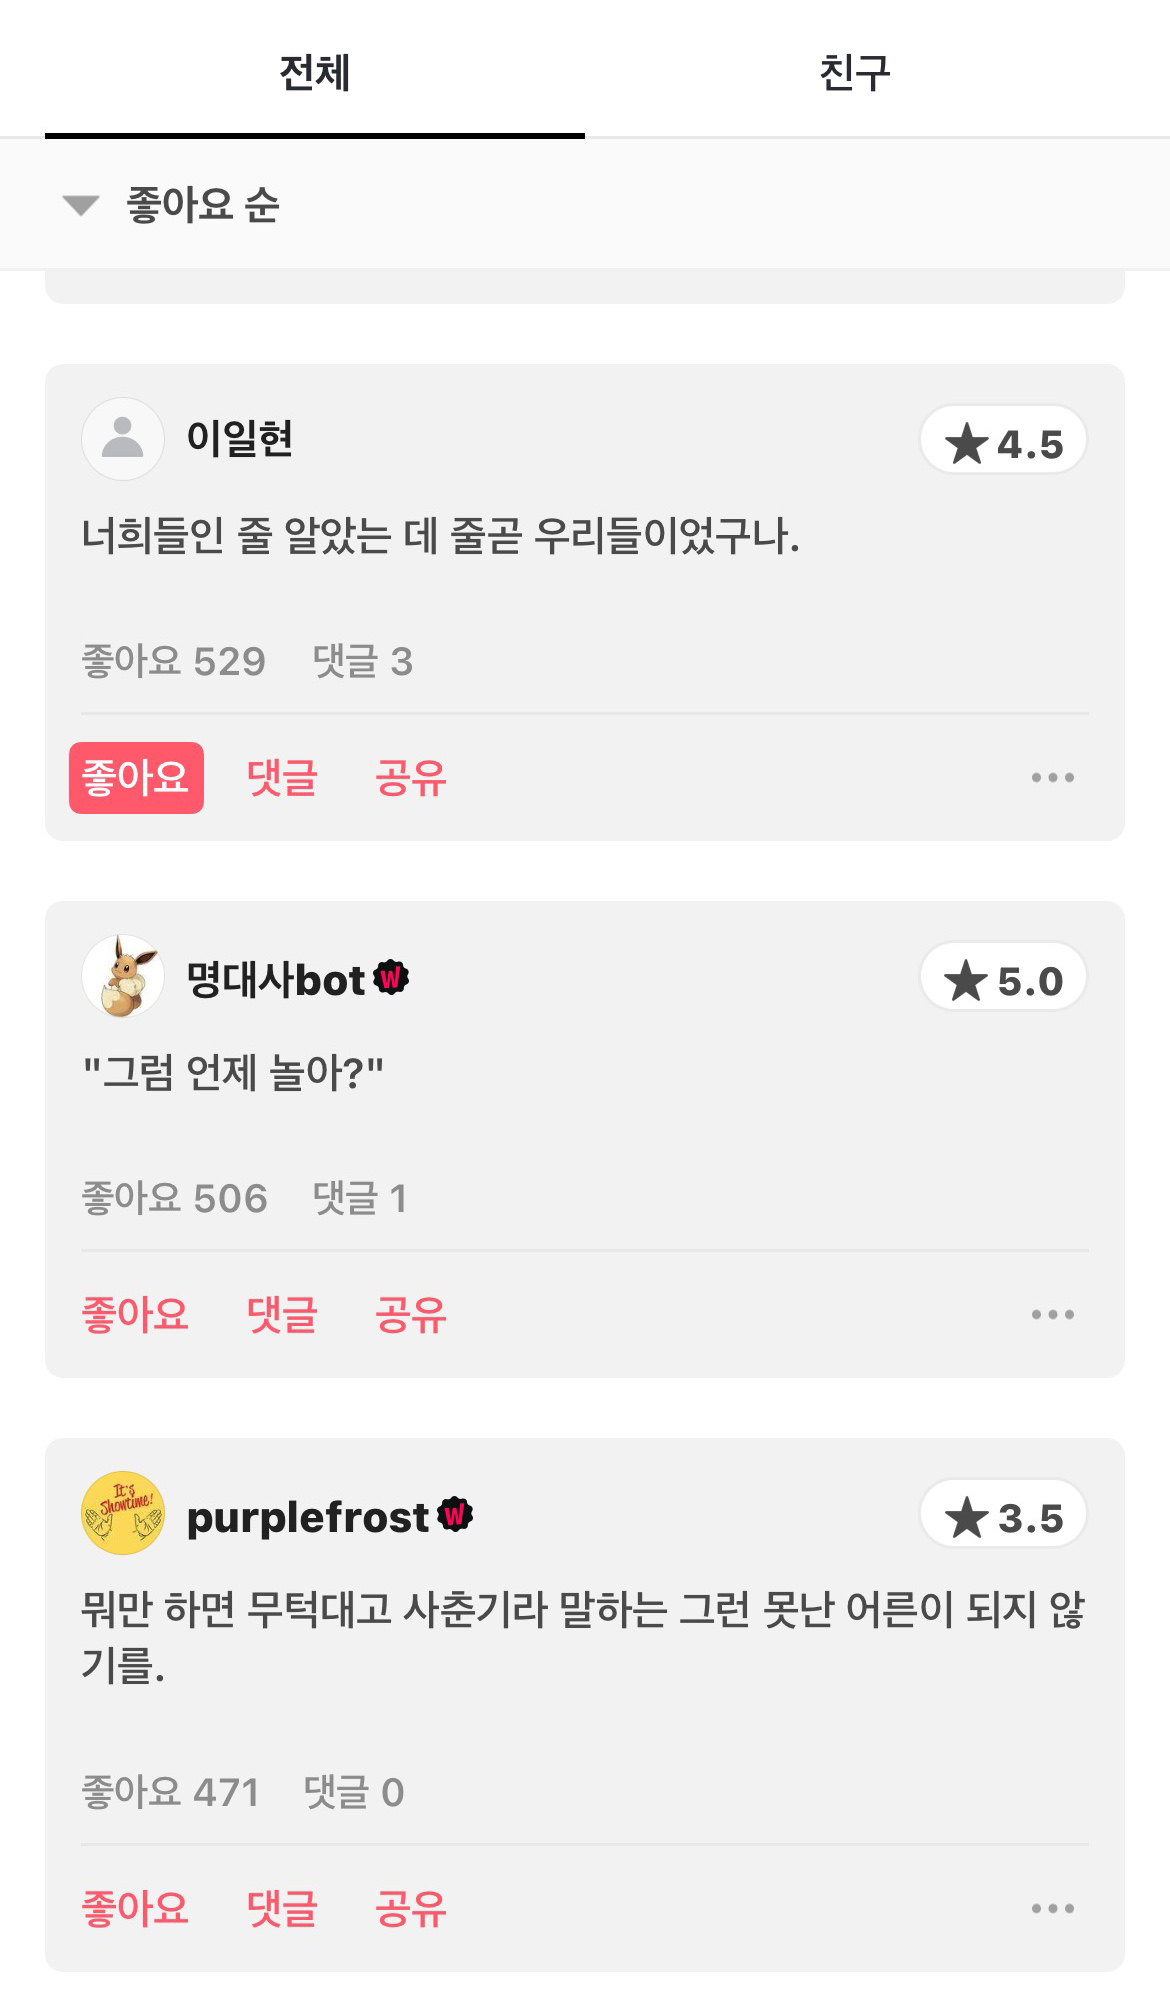 전체 친구
좋아요 순
이일현 ★ 4.5
너희들인 줄 알았는 데 줄곧 우리들이었구나.
좋아요 529 댓글 3
좋아요 댓글 공유
명대사bot W ★ 5.0
"그럼 언제 놀아?"
좋아요 506 댓글 1
좋아요 댓글 공유
It's
Showtime!
purplefrost W ★ 3.5
뭐만 하면 무턱대고 사춘기라 말하는 그런 못난 어른이 되지 않
기를.
좋아요 471 댓글 0
좋아요 댓글 공유